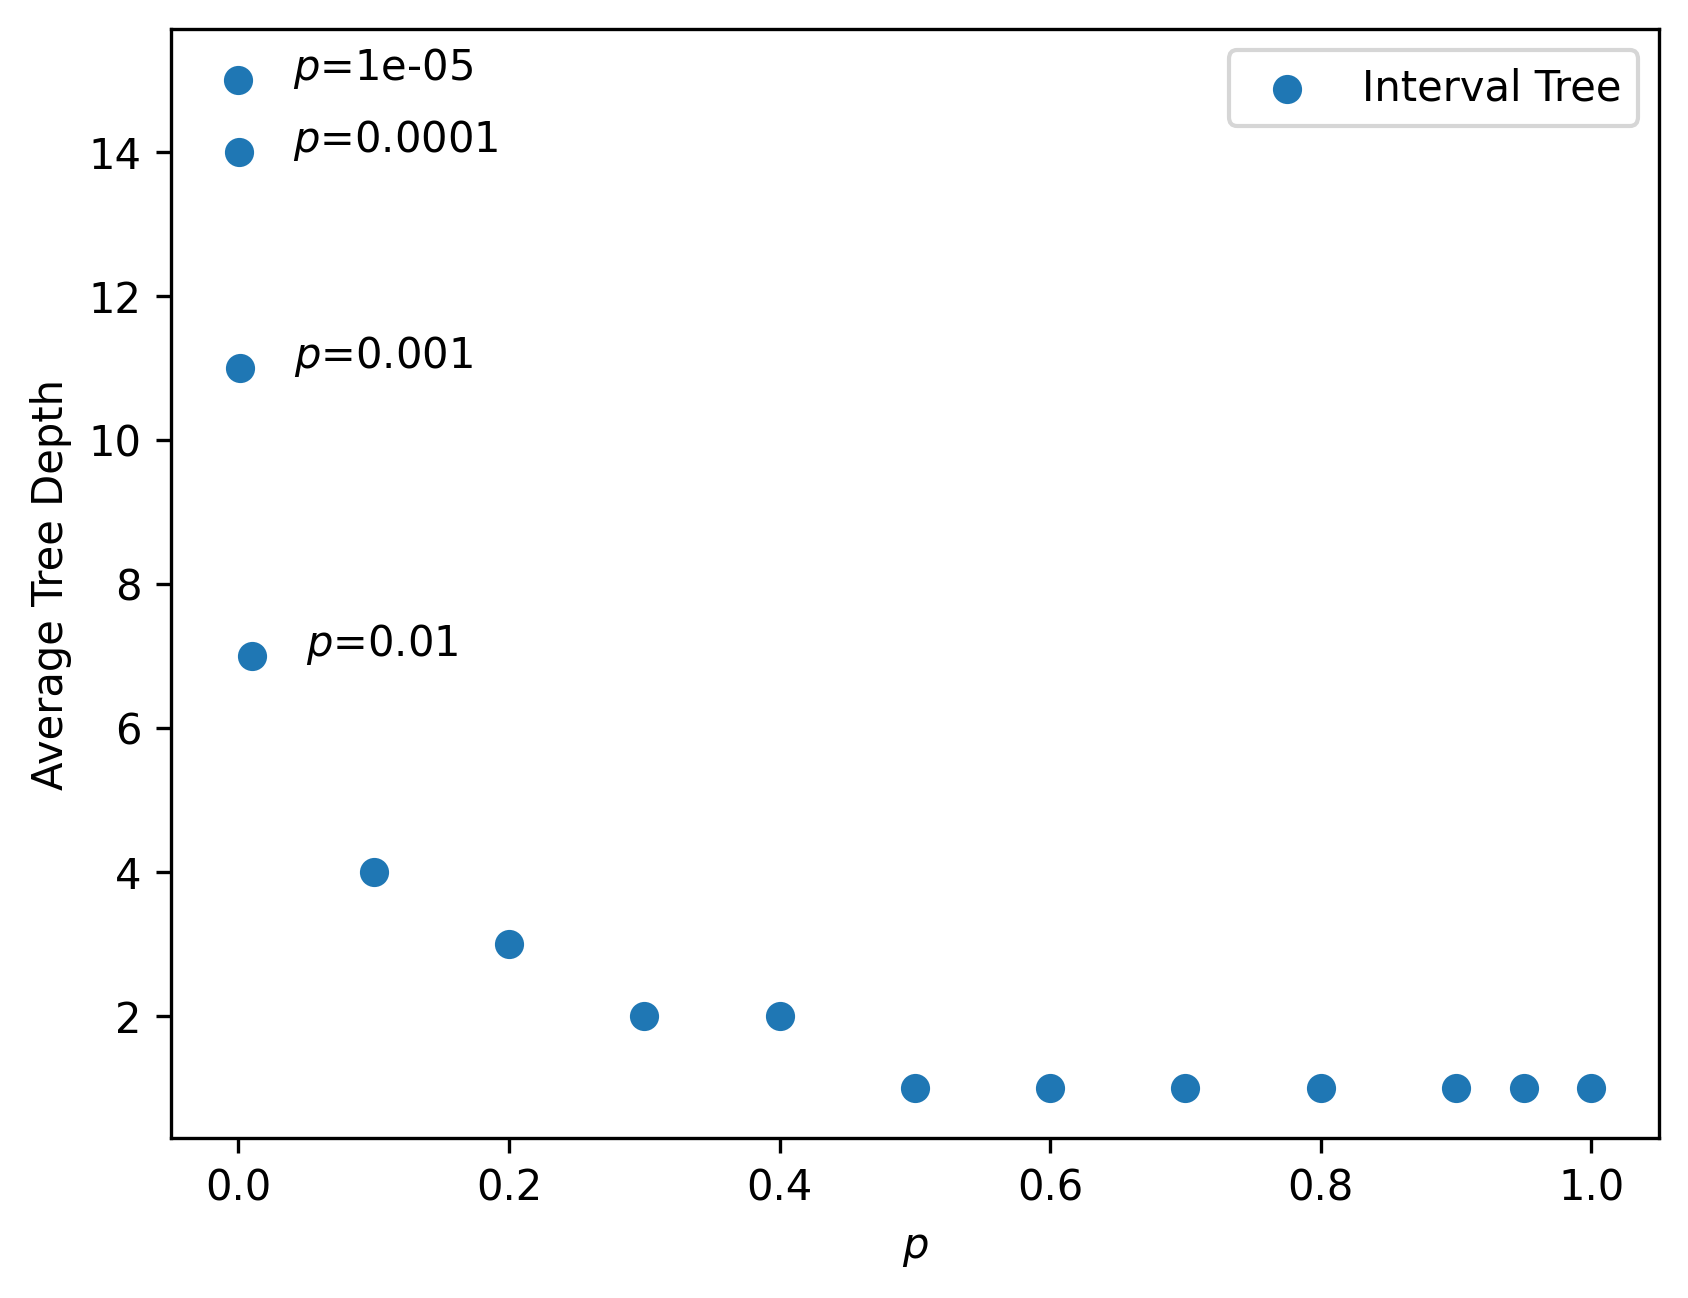 p=1e-05
Interval Tree
p=0.0001
14
12
p=0.001
10
8
p=0.01
6
4
2
Average Tree Depth
0.0 0.2 0.4 0.6 0.8 1.0
p